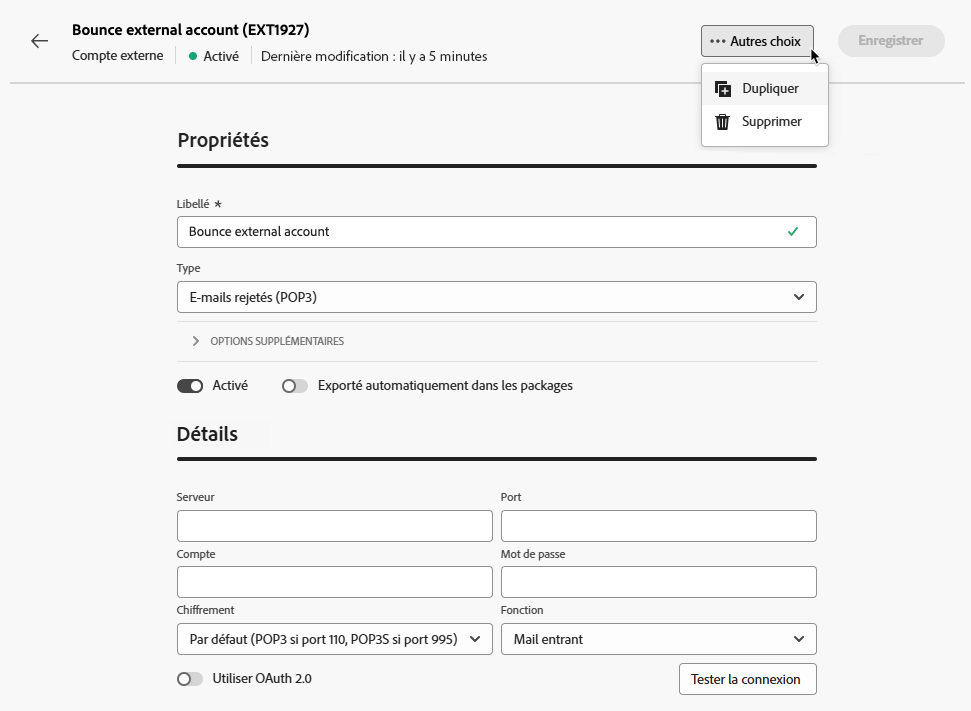 Bounce external account (EXT1927)
Compte externe
Activé
Dernière modification : il y a 5 minutes
Autres choix
Enregistrer
Dupliquer
Supprimer
Propriétés
Libellé *
Bounce external account
Type
E-mails rejetés (POP3)
OPTIONS SUPPLÉMENTAIRES
Activé
Exporté automatiquement dans les packages
Détails
Serveur
Port
Compte
Mot de passe
Chiffrement
Fonction
Par défaut (POP3 si port 110, POP3S si port 995)
Mail entrant
Utiliser OAuth 2.0
Tester la connexion